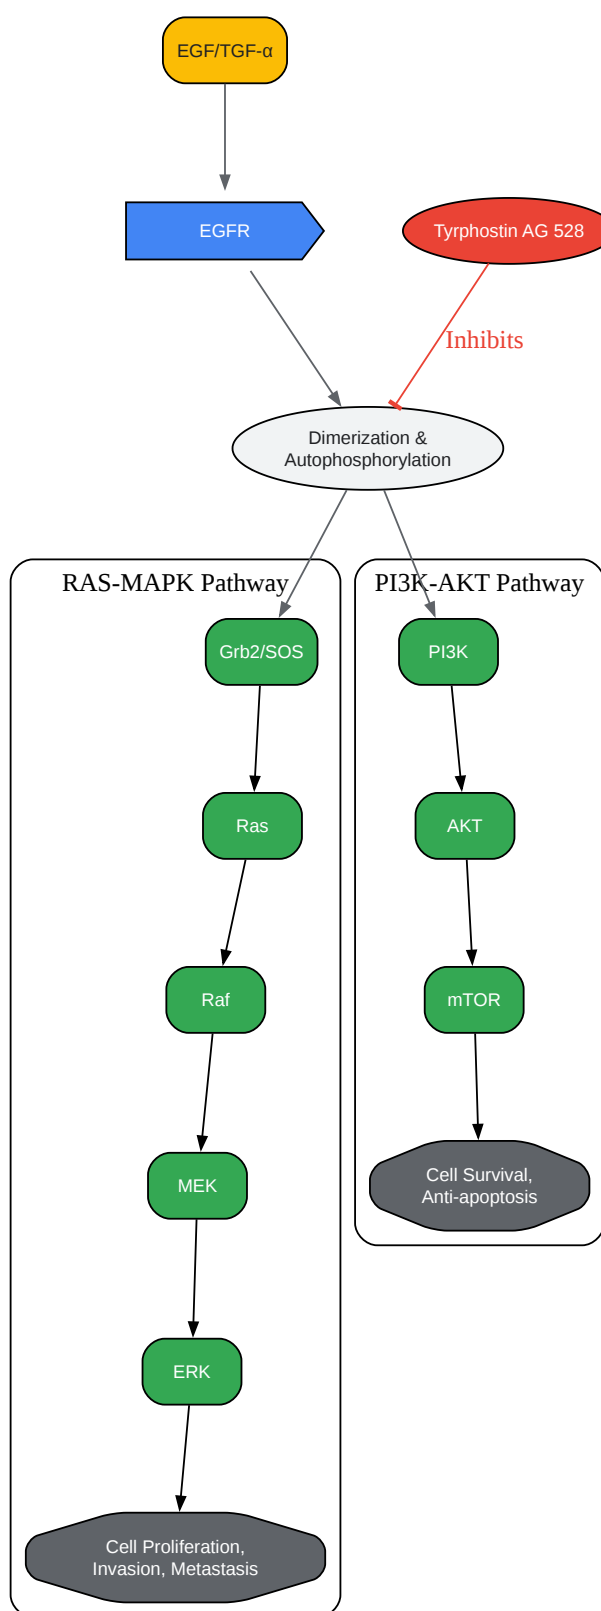 EGF/TGF-α
EGFR
Tyrphostin AG 528
Inhibits
Dimerization &
Autophosphorylation
RAS-MAPK Pathway
PI3K-AKT Pathway
Grb2/SOS
PI3K
Ras
AKT
Raf
mTOR
MEK
Cell Survival,
Anti-apoptosis
ERK
Cell Proliferation,
Invasion, Metastasis